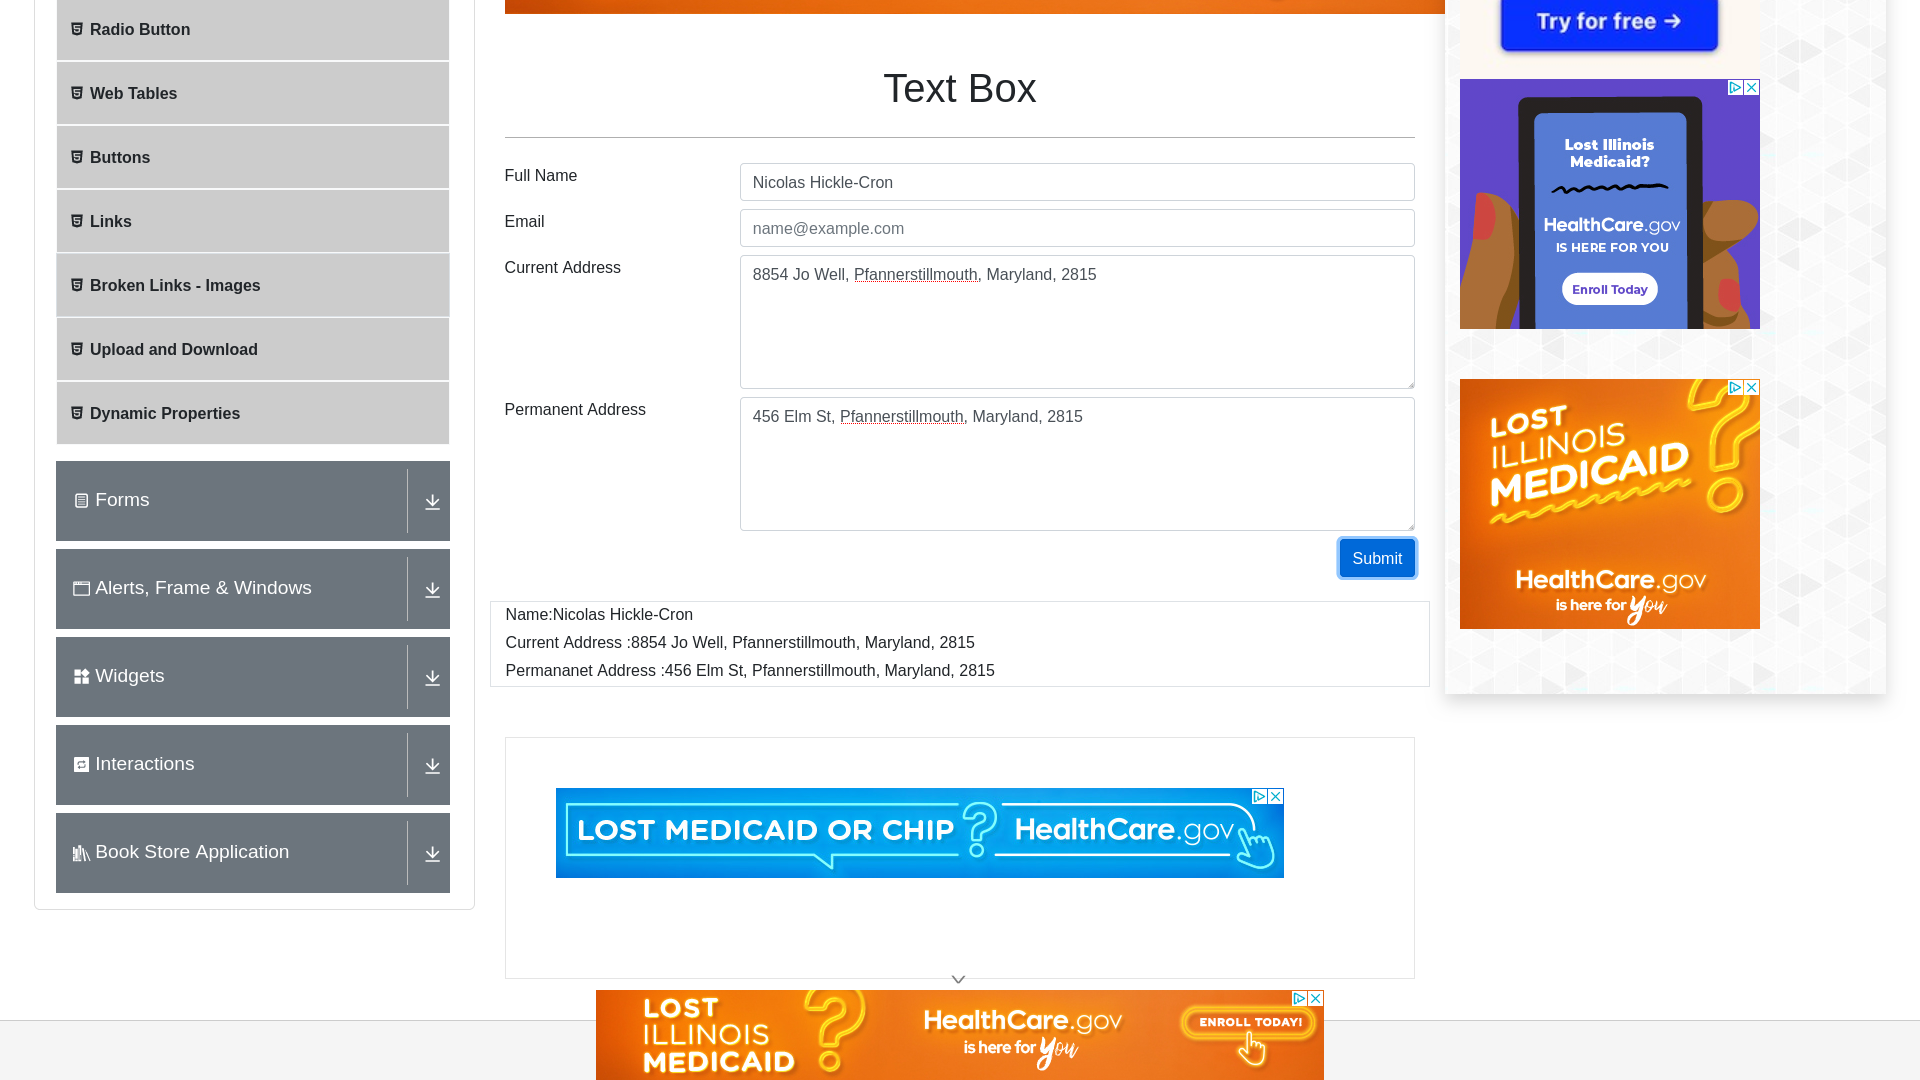 Radio Button
Web Tables
Buttons
Links
Broken Links - Images
Upload and Download
Dynamic Properties
Forms
Alerts, Frame & Windows
Widgets
Interactions
Book Store Application
Text Box
Full Name
Nicolas Hickle-Cron
Email
name@example.com
Current Address
8854 Jo Well, Pfannerstillmouth, Maryland, 2815
Permanent Address
456 Elm St, Pfannerstillmouth, Maryland, 2815
Submit
Name:Nicolas Hickle-Cron
Current Address :8854 Jo Well, Pfannerstillmouth, Maryland, 2815
Permananet Address :456 Elm St, Pfannerstillmouth, Maryland, 2815
LOST MEDICAID OR CHIP ? HealthCare.gov
LOST
ILLINOIS
MEDICAID
?
HealthCare.gov
is here for You
ENROLL TODAY!
Try for free →
Lost Illinois
Medicaid?
HealthCare.gov
IS HERE FOR YOU
Enroll Today
LOST
ILLINOIS
MEDICAID
?
HealthCare.gov
is here for You